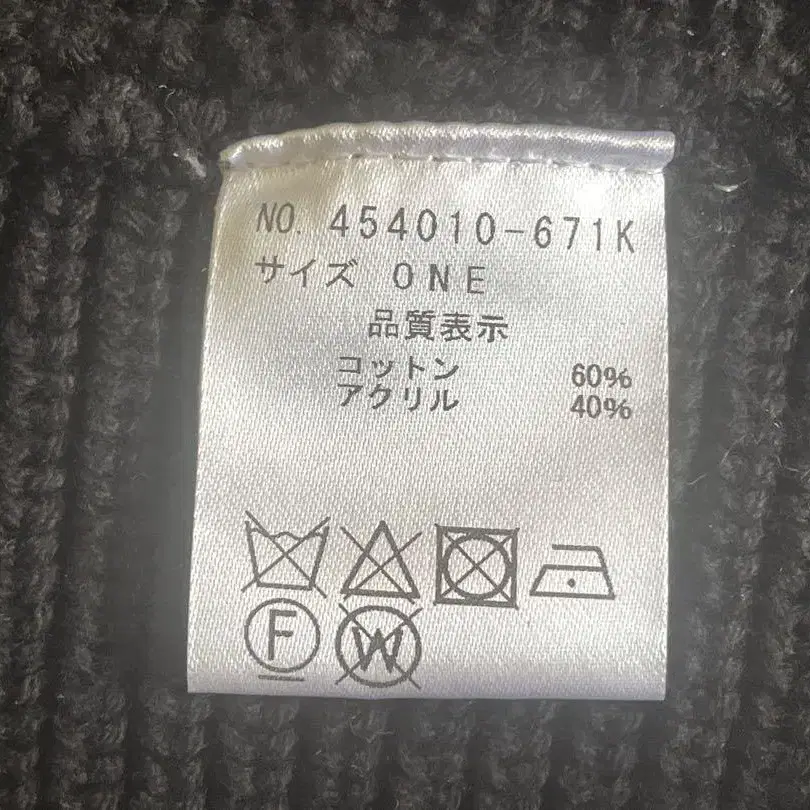 NO. 454010-671K
サイズ ONE
品質表示
コットン 60%
アクリル 40%
F W